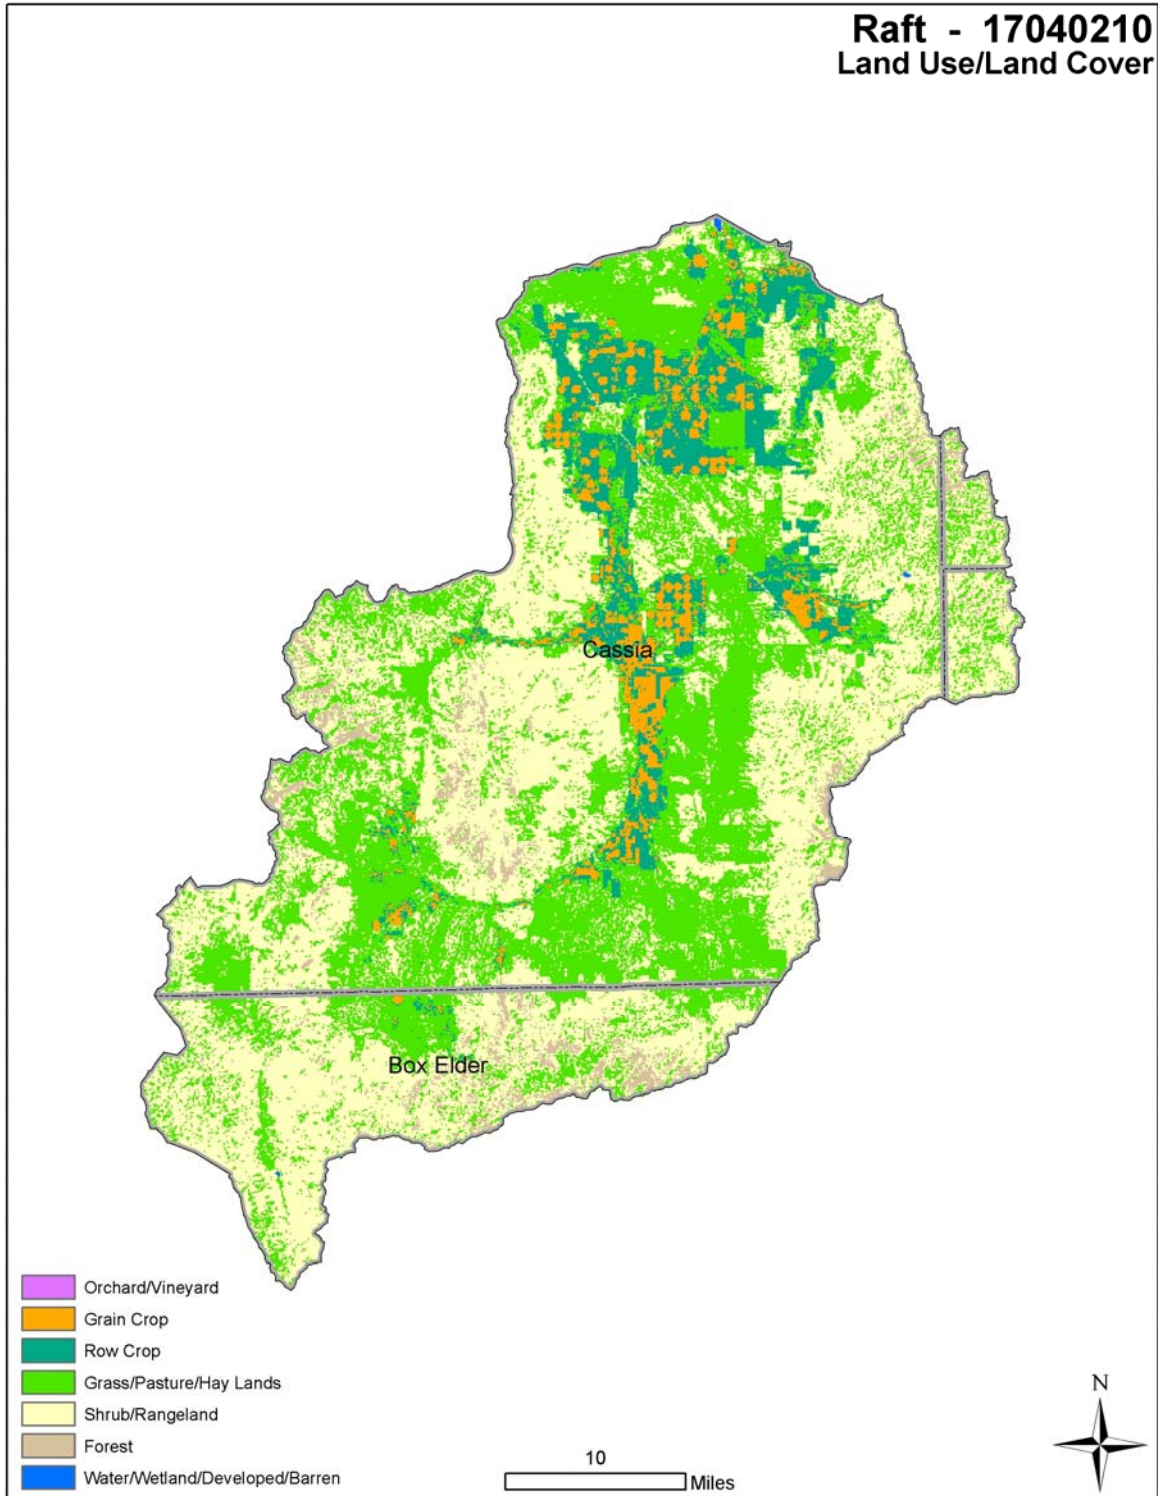 Raft - 17040210
Land Use/Land Cover
Cassia
Box Elder
Orchard/Vineyard
Grain Crop
Row Crop
Grass/Pasture/Hay Lands
Shrub/Rangeland
Forest
Water/Wetland/Developed/Barren
10
Miles
N